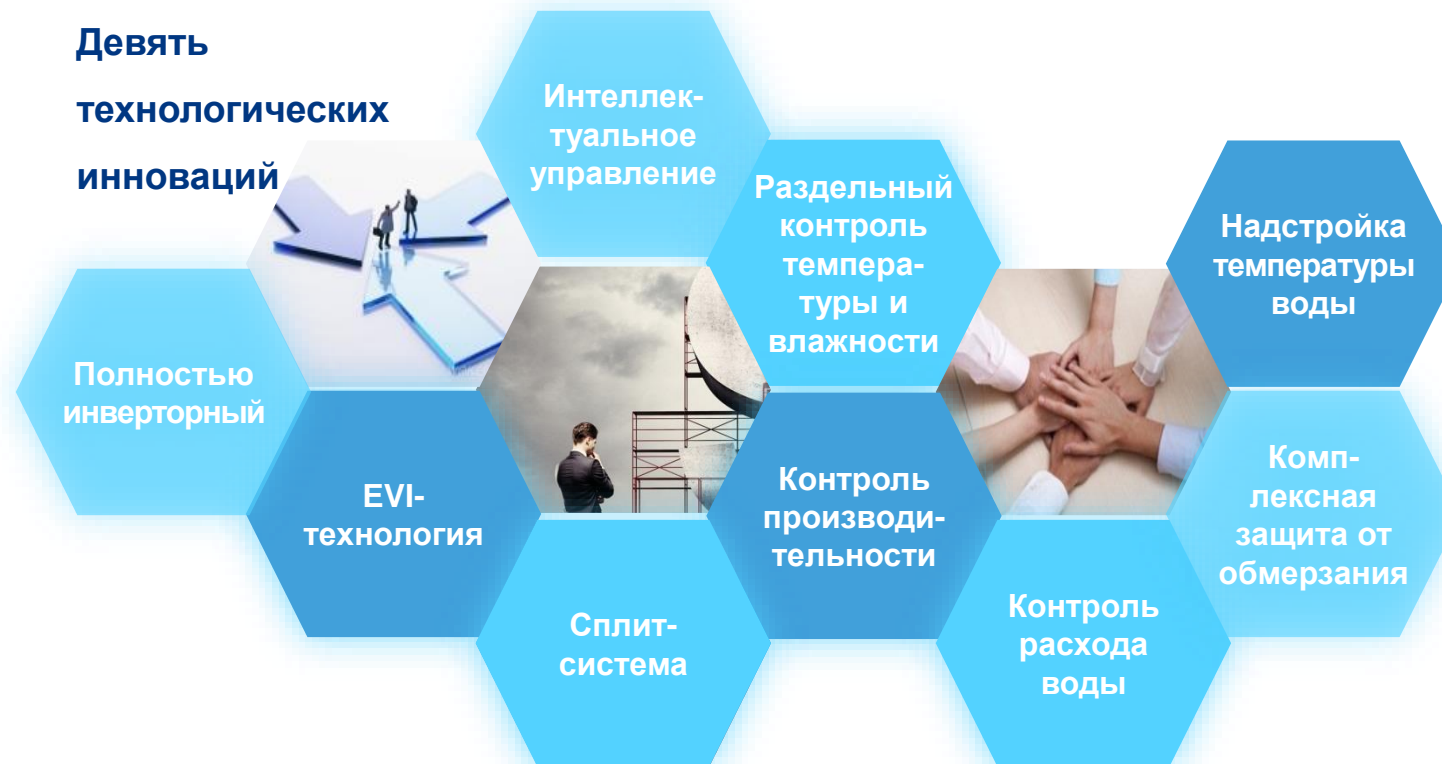 Девять
технологических
инноваций
Интеллек-
туальное
управление
Раздельный
контроль
темпера-
туры и
влажности
Надстройка
температуры
воды
Полностью
инверторный
EVI-
технология
Контроль
производи-
тельности
Комп-
лексная
защита от
обмерзания
Сплит-
система
Контроль
расхода
воды